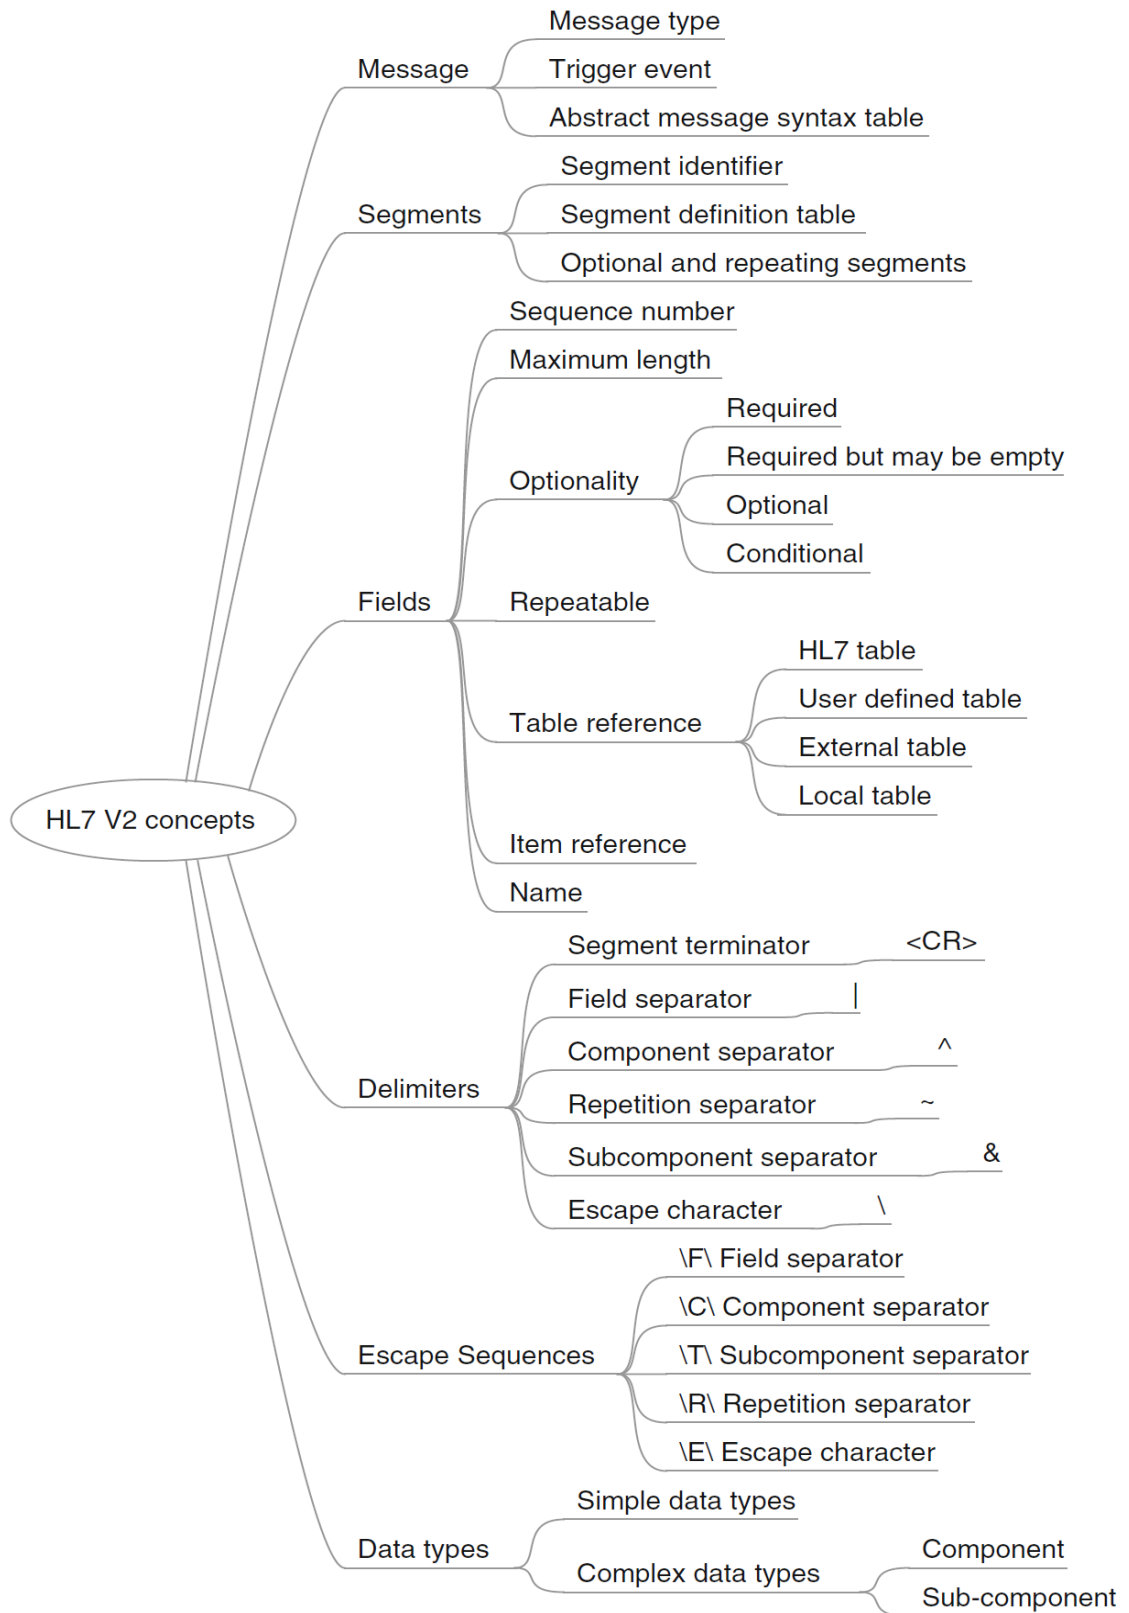 Message type
Message
Trigger event
Abstract message syntax table
Segment identifier
Segments
Segment definition table
Optional and repeating segments
Sequence number
Maximum length
Required
Required but may be empty
Optionality
Optional
Conditional
Fields
Repeatable
HL7 table
User defined table
Table reference
External table
Local table
HL7 V2 concepts
Item reference
Name
Segment terminator <CR>
Field separator |
Component separator ^
Delimiters
Repetition separator ~
Subcomponent separator &
Escape character \
\F\ Field separator
\C\ Component separator
Escape Sequences
\T\ Subcomponent separator
\R\ Repetition separator
\E\ Escape character
Simple data types
Data types
Complex data types
Component
Sub-component